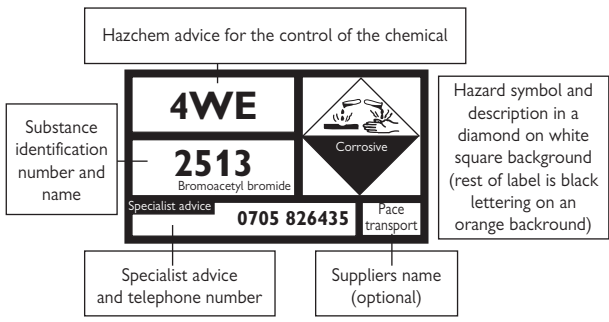 Hazchem advice for the control of the chemical
4WE
Corrosive
Substance
identification
number and
name
2513
Bromoacetyl bromide
Hazard symbol and
description in a
diamond on white
square background
(rest of label is black
lettering on an
orange backround)
Specialist advice
0705 826435
Pace
transport
Specialist advice
and telephone number
Suppliers name
(optional)